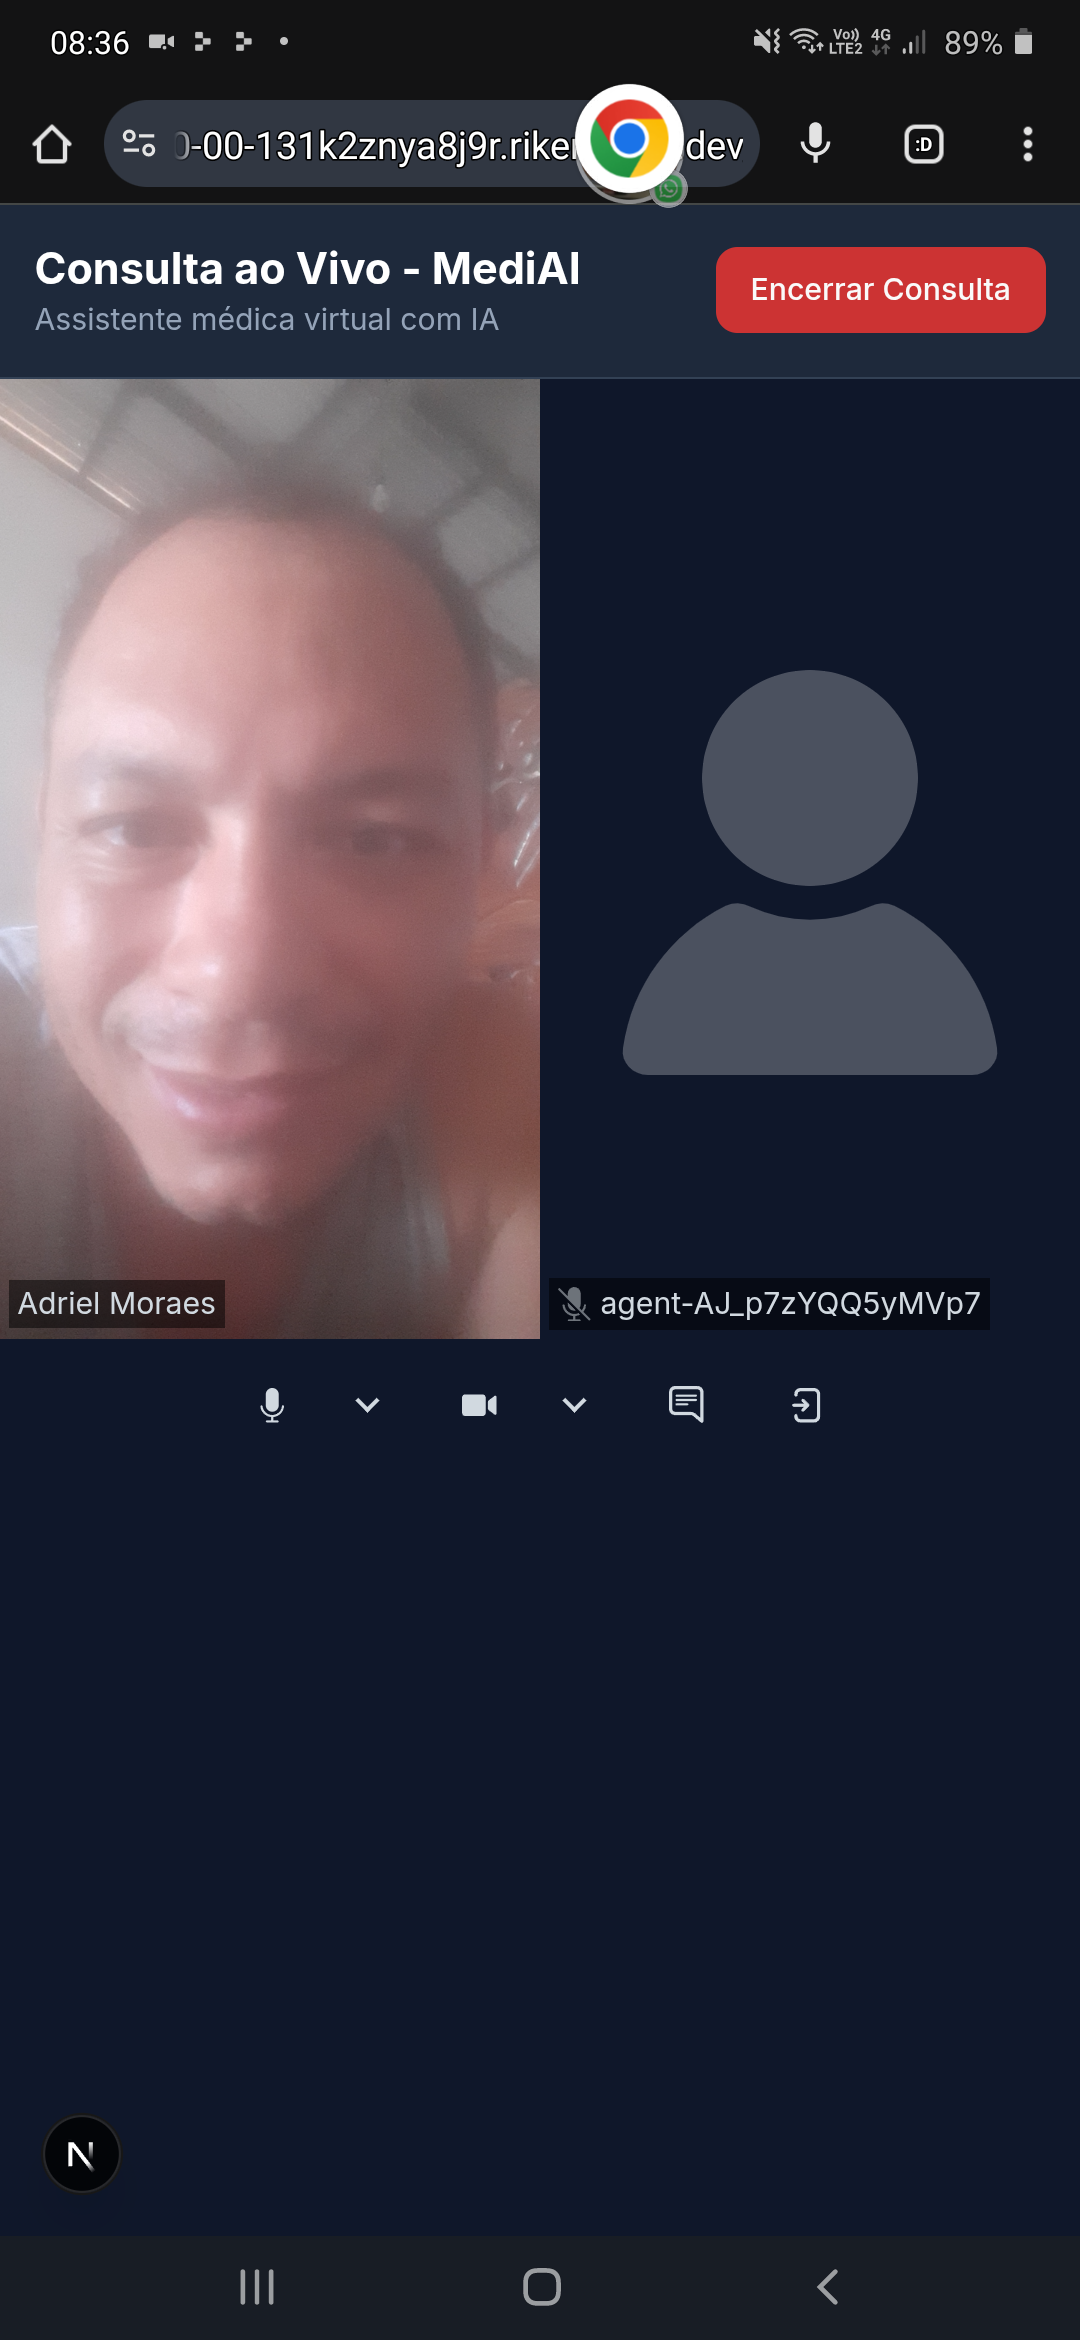 08:36
Vo)) LTE2 4G 89%
0-00-131k2znya8j9r.riker dev
:D
Consulta ao Vivo - MediAI
Assistente médica virtual com IA
Encerrar Consulta
Adriel Moraes
agent-AJ_p7zYQQ5yMVp7
N